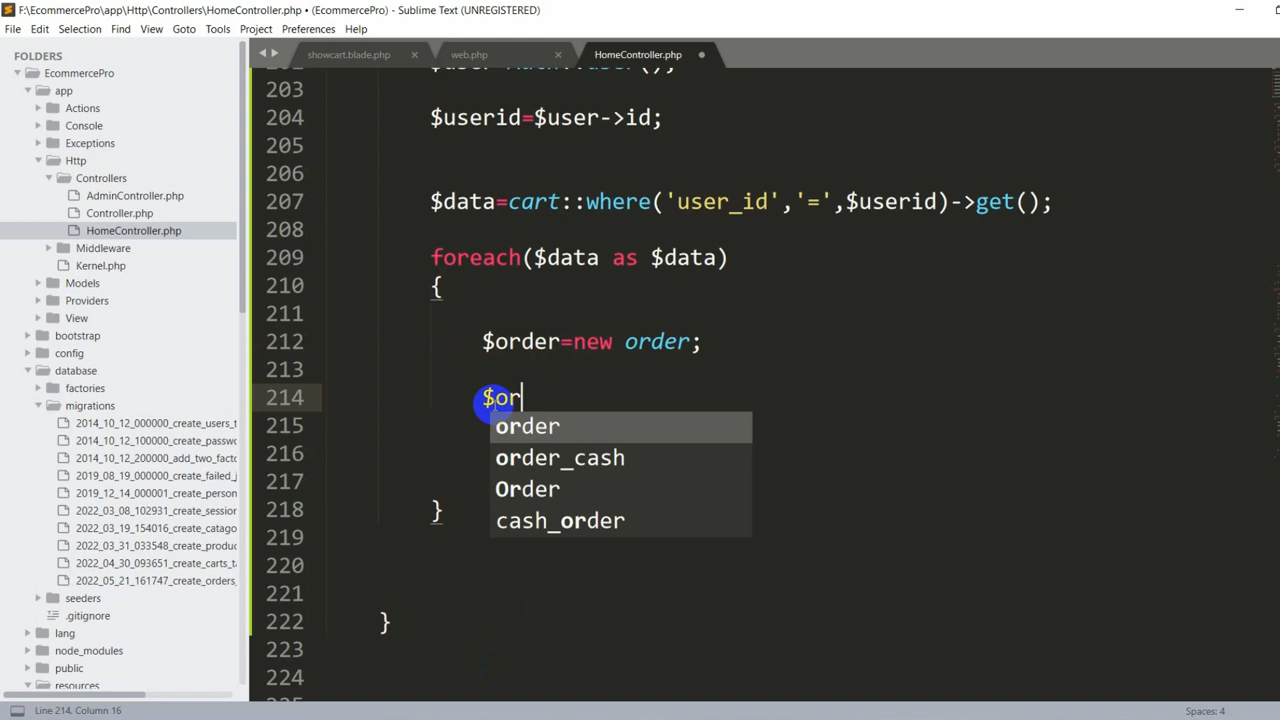 F:\EcommercePro\app\Http\Controllers\HomeController.php • (EcommercePro) - Sublime Text (UNREGISTERED)
File Edit Selection Find View Goto Tools Project Preferences Help
FOLDERS
EcommercePro
app
Actions
Console
Exceptions
Http
Controllers
AdminController.php
Controller.php
HomeController.php
Middleware
Kernel.php
Models
Providers
View
bootstrap
config
database
factories
migrations
2014_10_12_000000_create_users_t
2014_10_12_100000_create_passwo
2014_10_12_200000_add_two_facto
2019_08_19_000000_create_failed_j
2019_12_14_000001_create_person
2022_03_08_102931_create_session
2022_03_19_154016_create_catago
2022_03_31_033548_create_produc
2022_04_30_093651_create_carts_ta
2022_05_21_161747_create_orders_
seeders
.gitignore
lang
node_modules
public
resources
showcart.blade.php × web.php × HomeController.php
203
204 $userid=$user->id;
205
206
207 $data=cart::where('user_id','=',$userid)->get();
208
209 foreach($data as $data)
210 {
211
212 $order=new order;
213
214 $or
215
216
217
218 }
219
220
221
222 }
223
224
order
order_cash
Order
cash_order
Line 214, Column 16
Spaces: 4